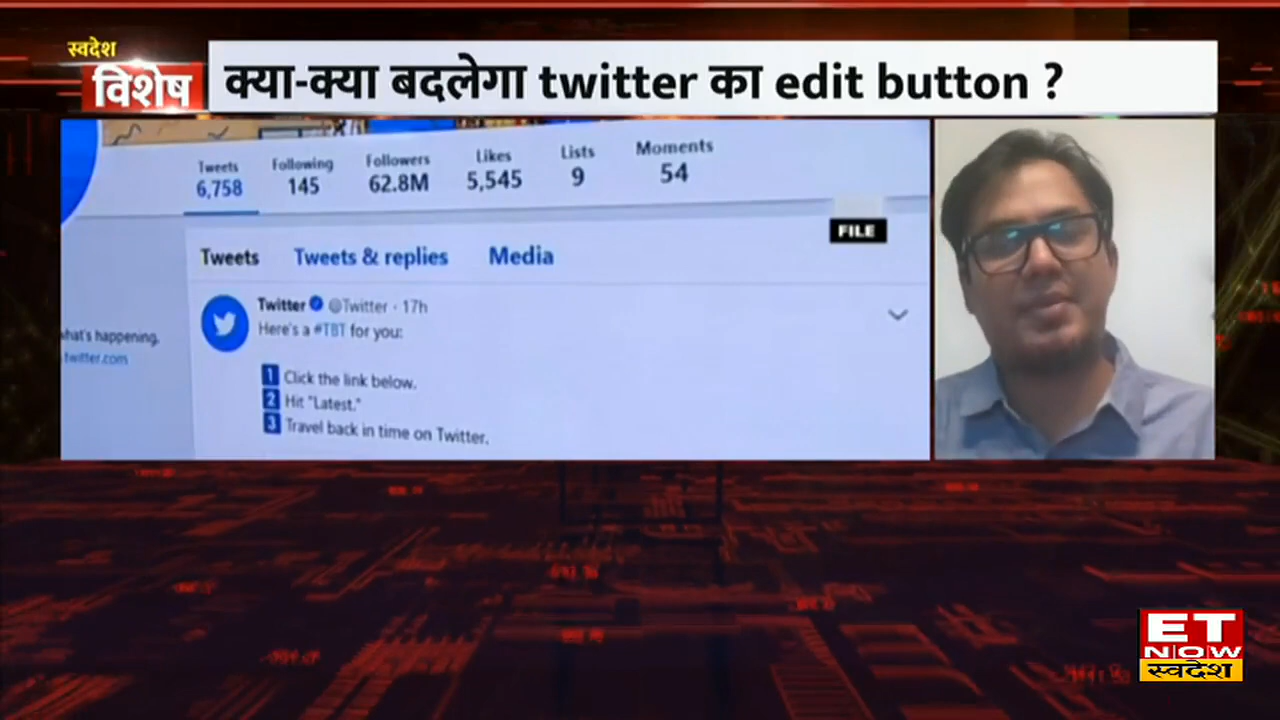 स्वदेश
विशेष
क्या-क्या बदलेगा twitter का edit button ?
Tweets Following Followers Likes Lists Moments
6,758 145 62.8M 5,545 9 54
FILE
Tweets Tweets & replies Media
Twitter @Twitter · 17h
Here's a #TBT for you:
what's happening.
twitter.com
1 Click the link below.
2 Hit "Latest."
3 Travel back in time on Twitter.
ET
NOW
स्वदेश